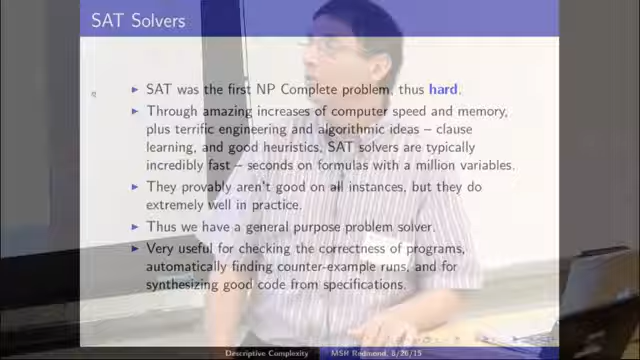 SAT Solvers
SAT was the first NP Complete problem, thus hard.
Through amazing increases of computer speed and memory,
plus terrific engineering and algorithmic ideas – clause
learning, and good heuristics, SAT solvers are typically
incredibly fast – seconds on formulas with a million variables.
They provably aren't good on all instances, but they do
extremely well in practice.
Thus we have a general purpose problem solver.
Very useful for checking the correctness of programs,
automatically finding counter-example runs, and for
synthesizing good code from specifications.
Descriptive Complexity MSR Redmond, 8/26/15